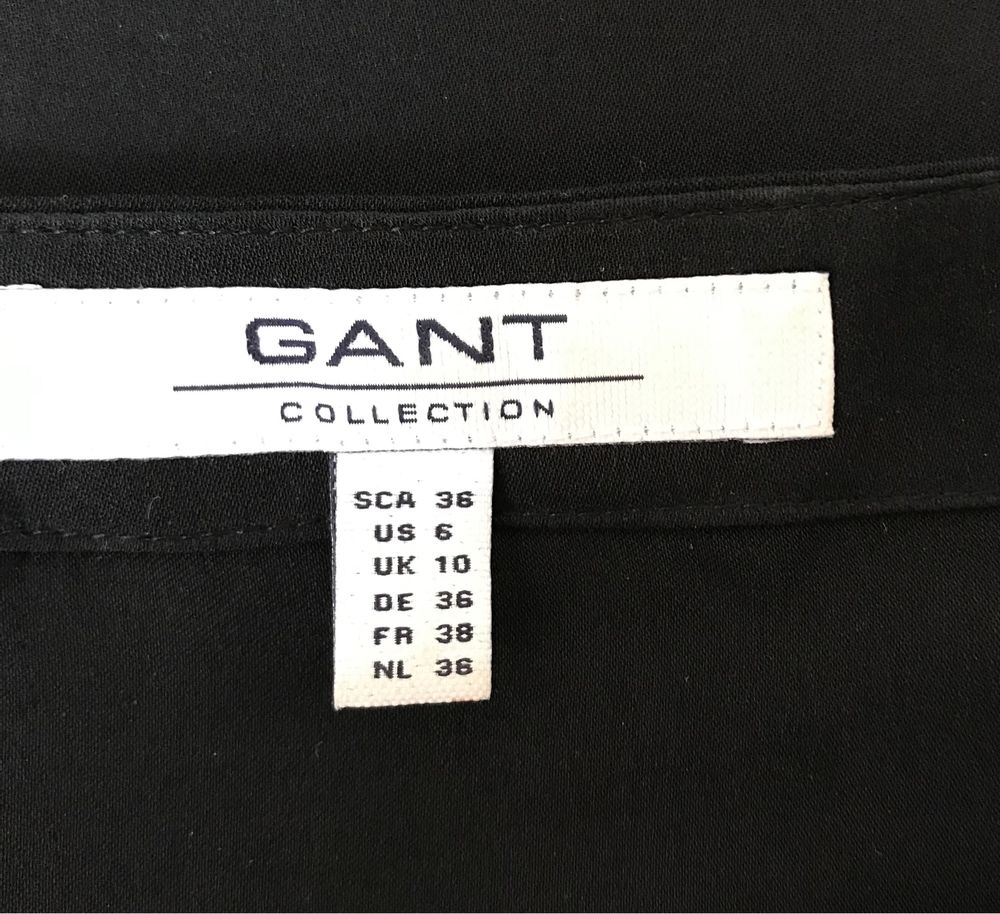 GANT
COLLECTION
SCA 36
US 6
UK 10
DE 36
FR 38
NL 36